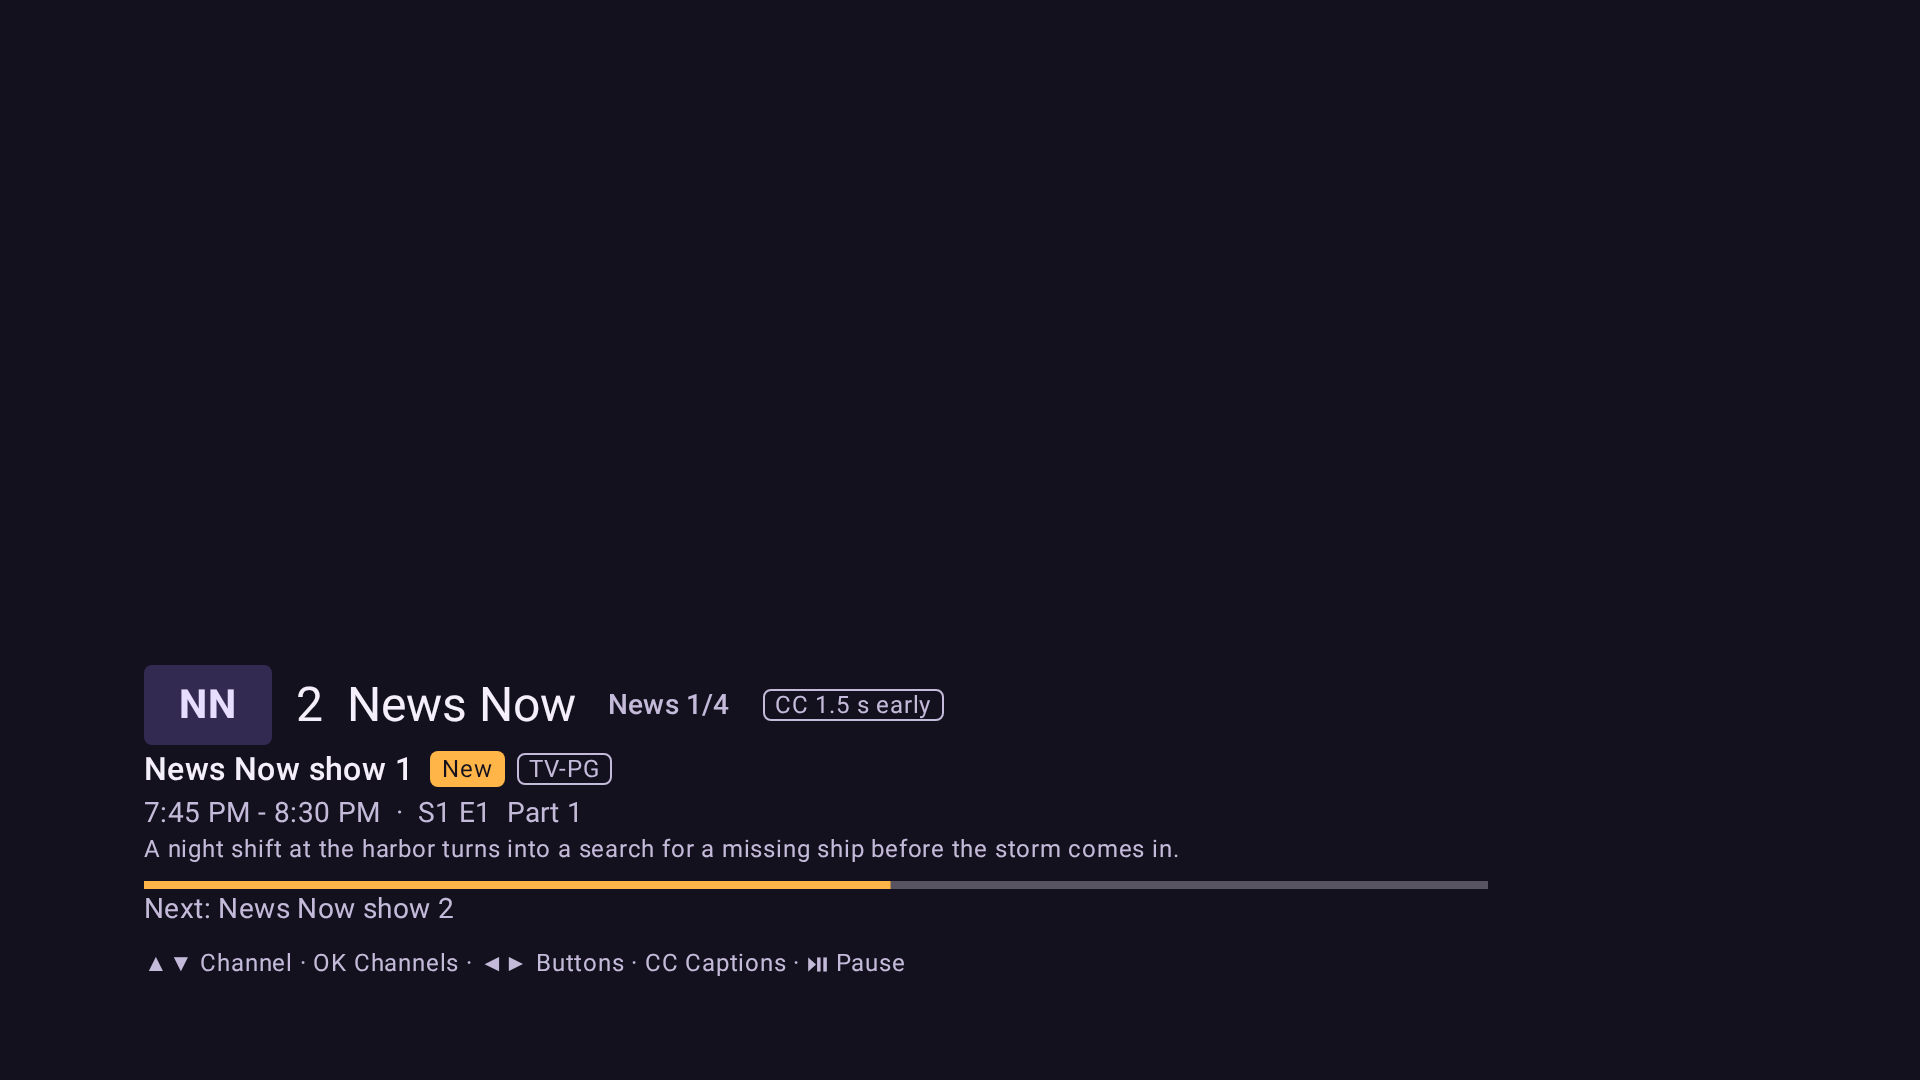 NN 2 News Now News 1/4 CC 1.5 s early
News Now show 1 New TV-PG
7:45 PM - 8:30 PM · S1 E1 Part 1
A night shift at the harbor turns into a search for a missing ship before the storm comes in.
Next: News Now show 2
▲▼ Channel · OK Channels · ◄► Buttons · CC Captions · ⏯ Pause